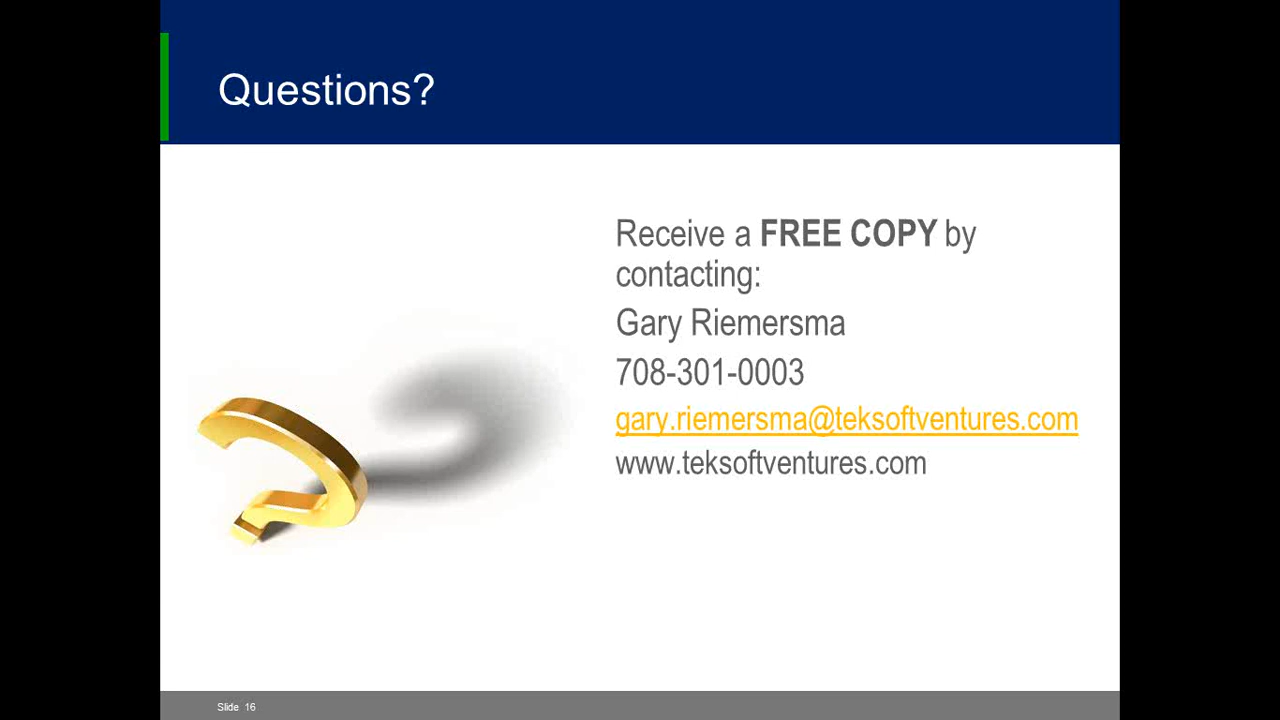 Questions?
Receive a FREE COPY by
contacting:
Gary Riemersma
708-301-0003
gary.riemersma@teksoftventures.com
www.teksoftventures.com
Slide 16